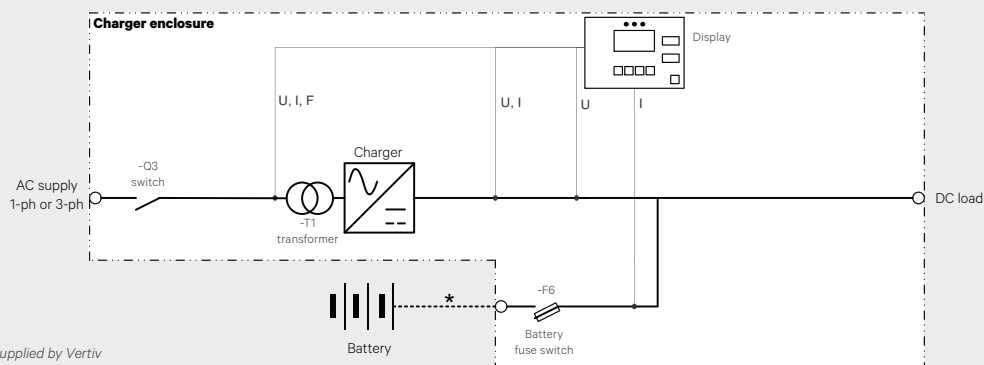 Charger enclosure
Display
U, I, F
U, I
U
I
Charger
-Q3
switch
AC supply
1-ph or 3-ph
DC load
-T1
transformer
*
-F6
Battery
fuse switch
Battery
upplied by Vertiv